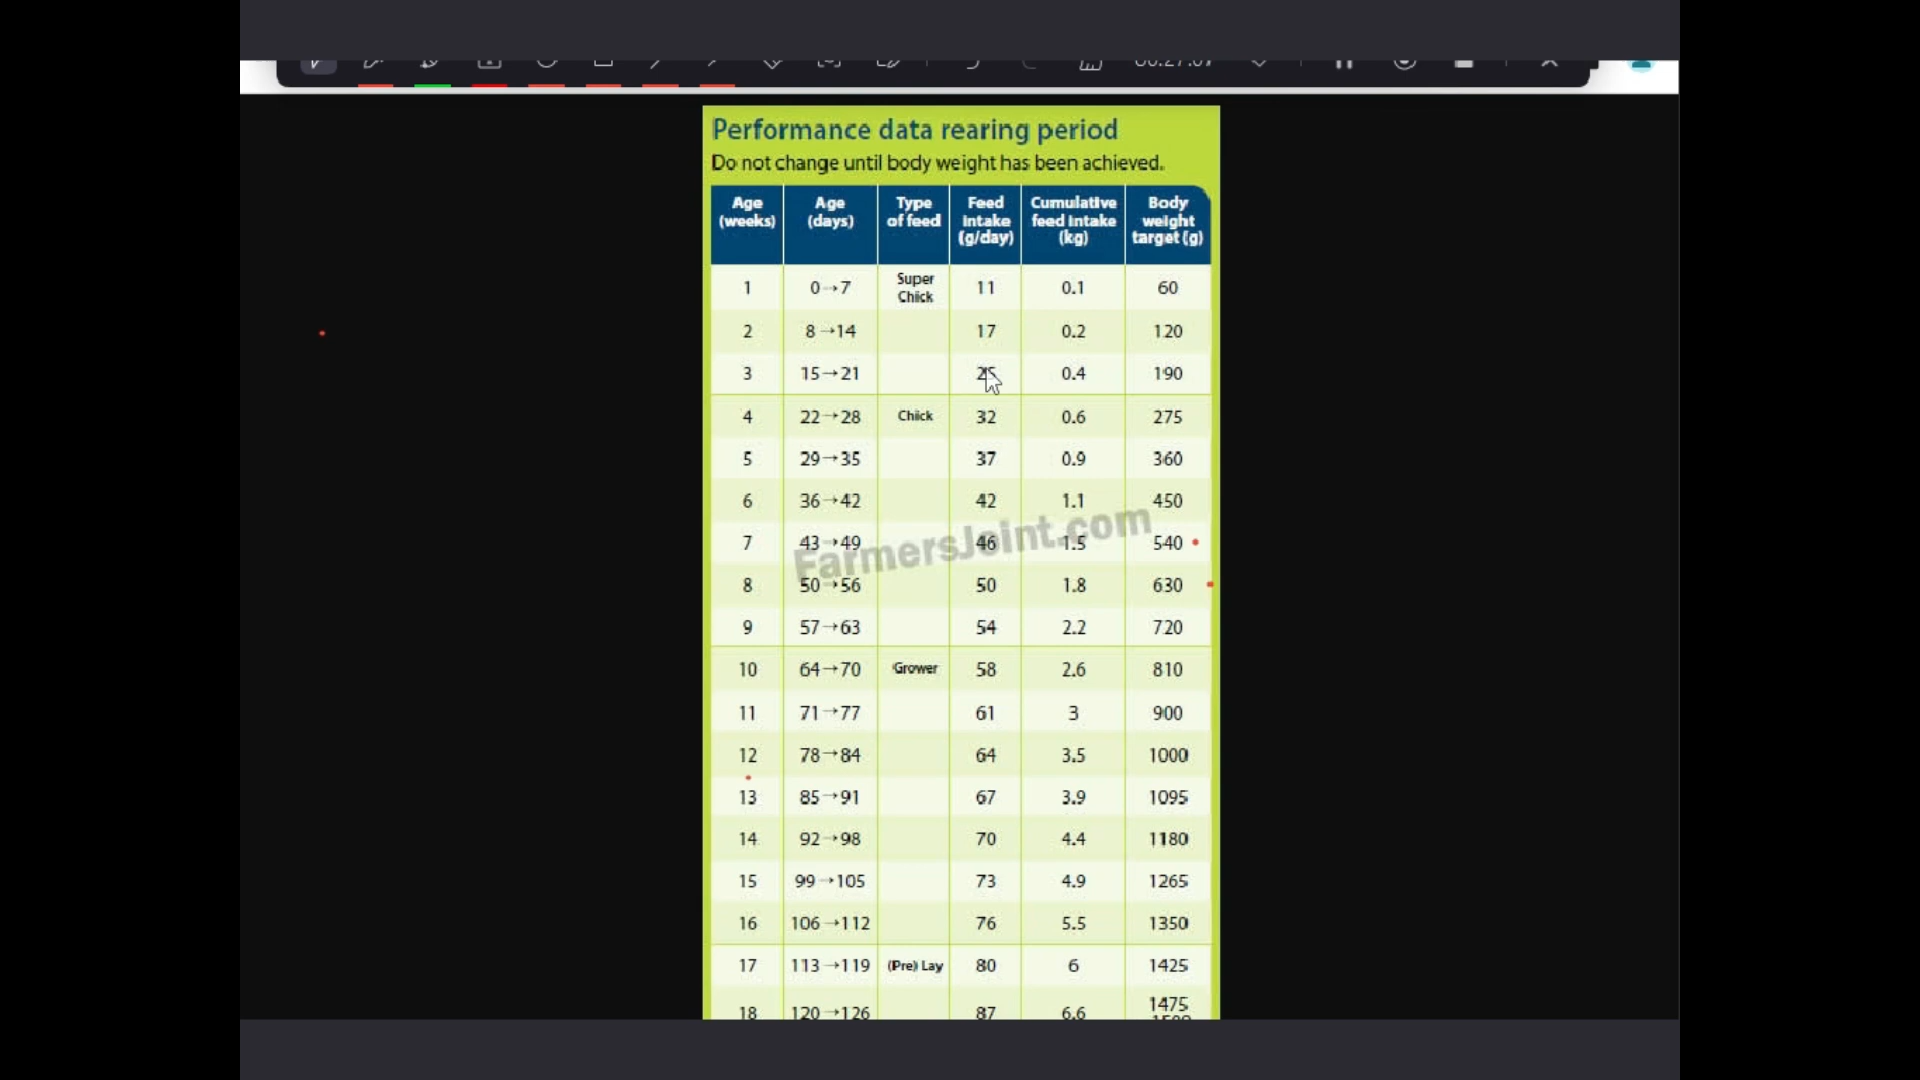 Performance data rearing period
Do not change until body weight has been achieved.
Age (weeks) Age (days) Type of feed Feed intake (g/day) Cumulative feed intake (kg) Body weight target (g)
1 0→7 Super Chick 11 0.1 60
2 8→14 17 0.2 120
3 15→21 0.4 190
4 22→28 Chick 32 0.6 275
5 29→35 37 0.9 360
6 36→42 42 1.1 450
FarmersJoint.com
7 43→49 46 1.5 540
8 50→56 50 1.8 630
9 57→63 54 2.2 720
10 64→70 Grower 58 2.6 810
11 71→77 61 3 900
12 78→84 64 3.5 1000
13 85→91 67 3.9 1095
14 92→98 70 4.4 1180
15 99→105 73 4.9 1265
16 106→112 76 5.5 1350
17 113→119 (Pre) Lay 80 6 1425
18 120→126 87 6.6 1475